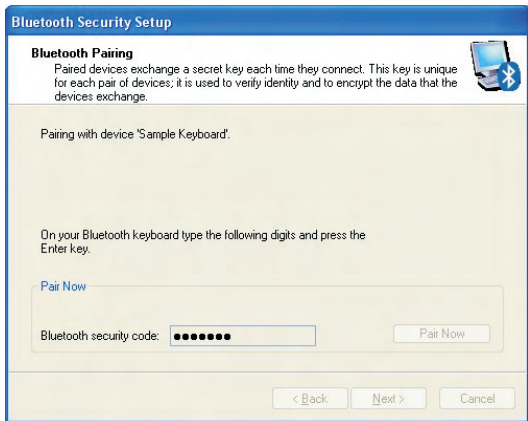 Bluetooth Security Setup
Bluetooth Pairing
Paired devices exchange a secret key each time they connect. This key is unique
for each pair of devices; it is used to verify identity and to encrypt the data that the
devices exchange.
Pairing with device 'Sample Keyboard'.
On your Bluetooth keyboard type the following digits and press the
Enter key.
Pair Now
Bluetooth security code: ●●●●●●● Pair Now
< Back Next > Cancel